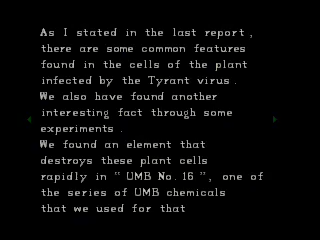 As I stated in the last report,
there are some common features
found in the cells of the plant
infected by the Tyrant virus.
We also have found another
interesting fact through some
experiments.
We found an element that
destroys these plant cells
rapidly in “UMB No.16”, one of
the series of UMB chemicals
that we used for that